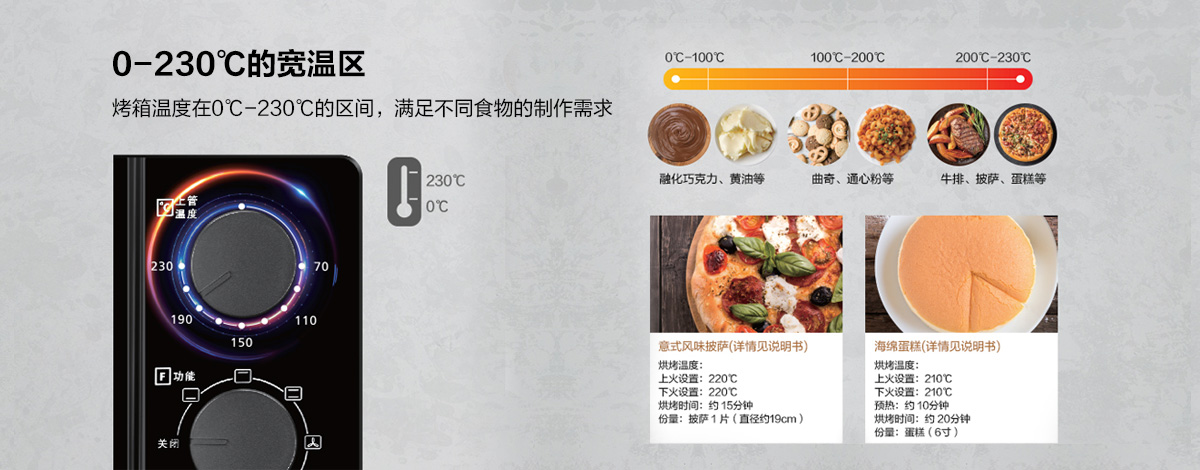 0-230℃的宽温区
烤箱温度在0℃-230℃的区间，满足不同食物的制作需求
230℃
0℃
℃ 上管
温度
230
70
190
110
150
F 功能
关闭
0℃-100℃
100℃-200℃
200℃-230℃
融化巧克力、黄油等
曲奇、通心粉等
牛排、披萨、蛋糕等
意式风味披萨(详情见说明书)
烘烤温度：
上火设置：220℃
下火设置：220℃
烘烤时间：约 15分钟
份量：披萨 1 片（直径约19cm）
海绵蛋糕(详情见说明书)
烘烤温度：
上火设置：210℃
下火设置：210℃
预热：约 10分钟
烘烤时间：约 20分钟
份量：蛋糕（6寸）